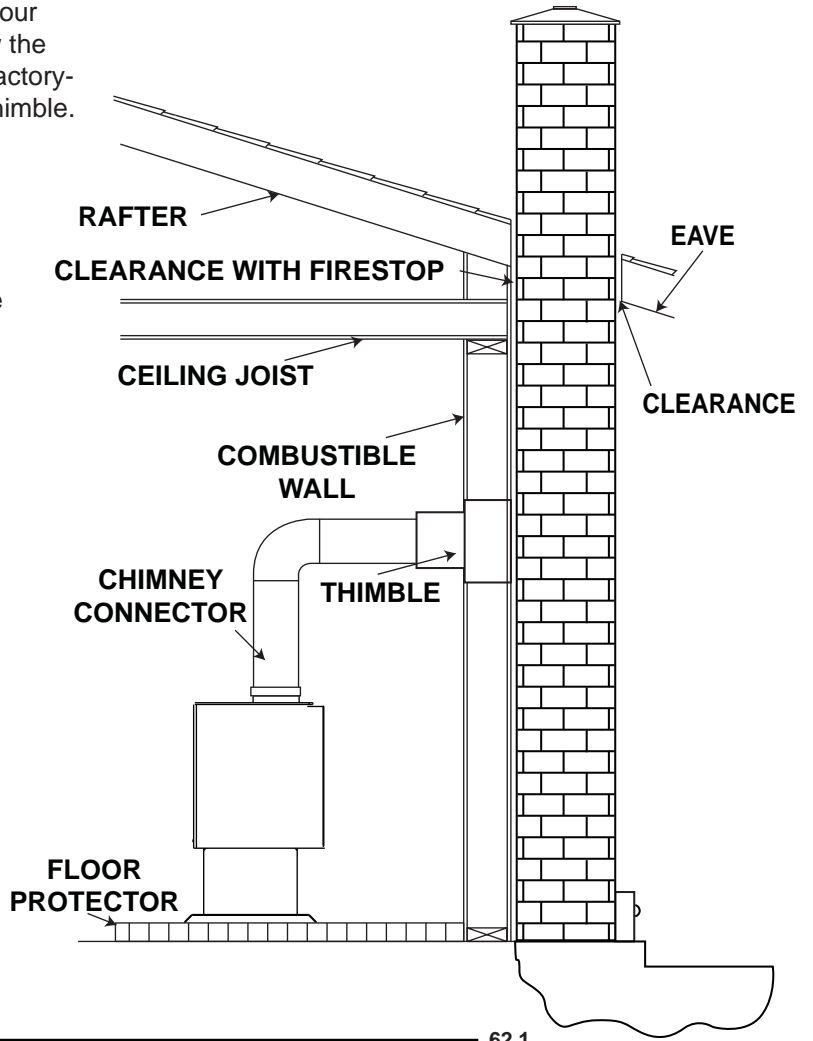 our
the
actory-
RAFTER
EAVE
CLEARANCE WITH FIRESTOP
CEILING JOIST
CLEARANCE
COMBUSTIBLE
WALL
CHIMNEY
CONNECTOR
THIMBLE
FLOOR
PROTECTOR
62.1